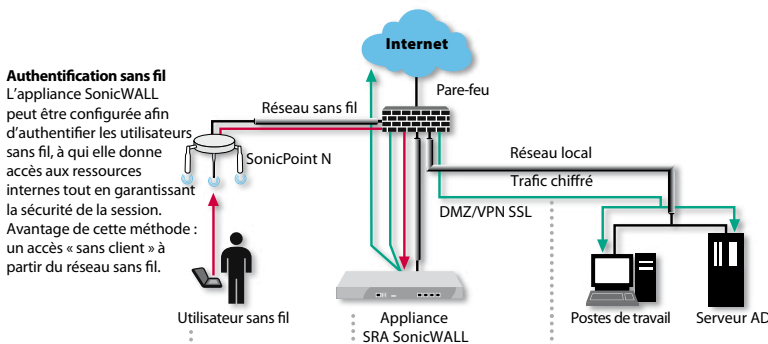 Authentification sans fil
L'appliance SonicWALL
peut être configurée afin
d'authentifier les utilisateurs
sans fil, à qui elle donne
accès aux ressources
internes tout en garantissant
la sécurité de la session.
Avantage de cette méthode :
un accès « sans client » à
partir du réseau sans fil.
Internet
Pare-feu
Réseau sans fil
SonicPoint N
Réseau local
Trafic chiffré
DMZ/VPN SSL
Utilisateur sans fil
Appliance
SRA SonicWALL
Postes de travail
Serveur AD